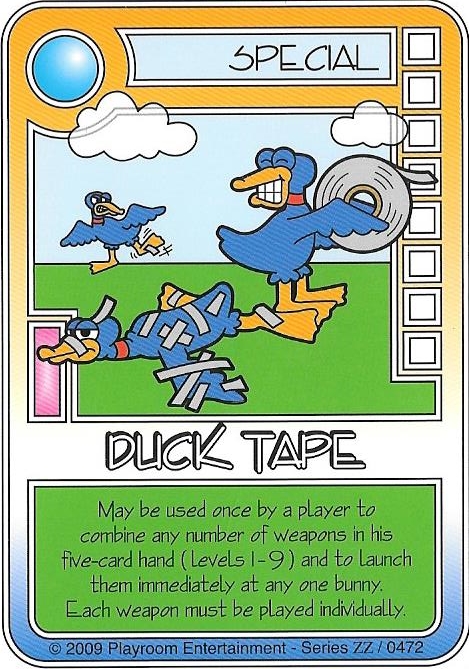 SPECIAL
DUCK TAPE
May be used once by a player to
combine any number of weapons in his
five-card hand (levels 1-9) and to launch
them immediately at any one bunny.
Each weapon must be played individually.
© 2009 Playroom Entertainment - Series ZZ / 0472